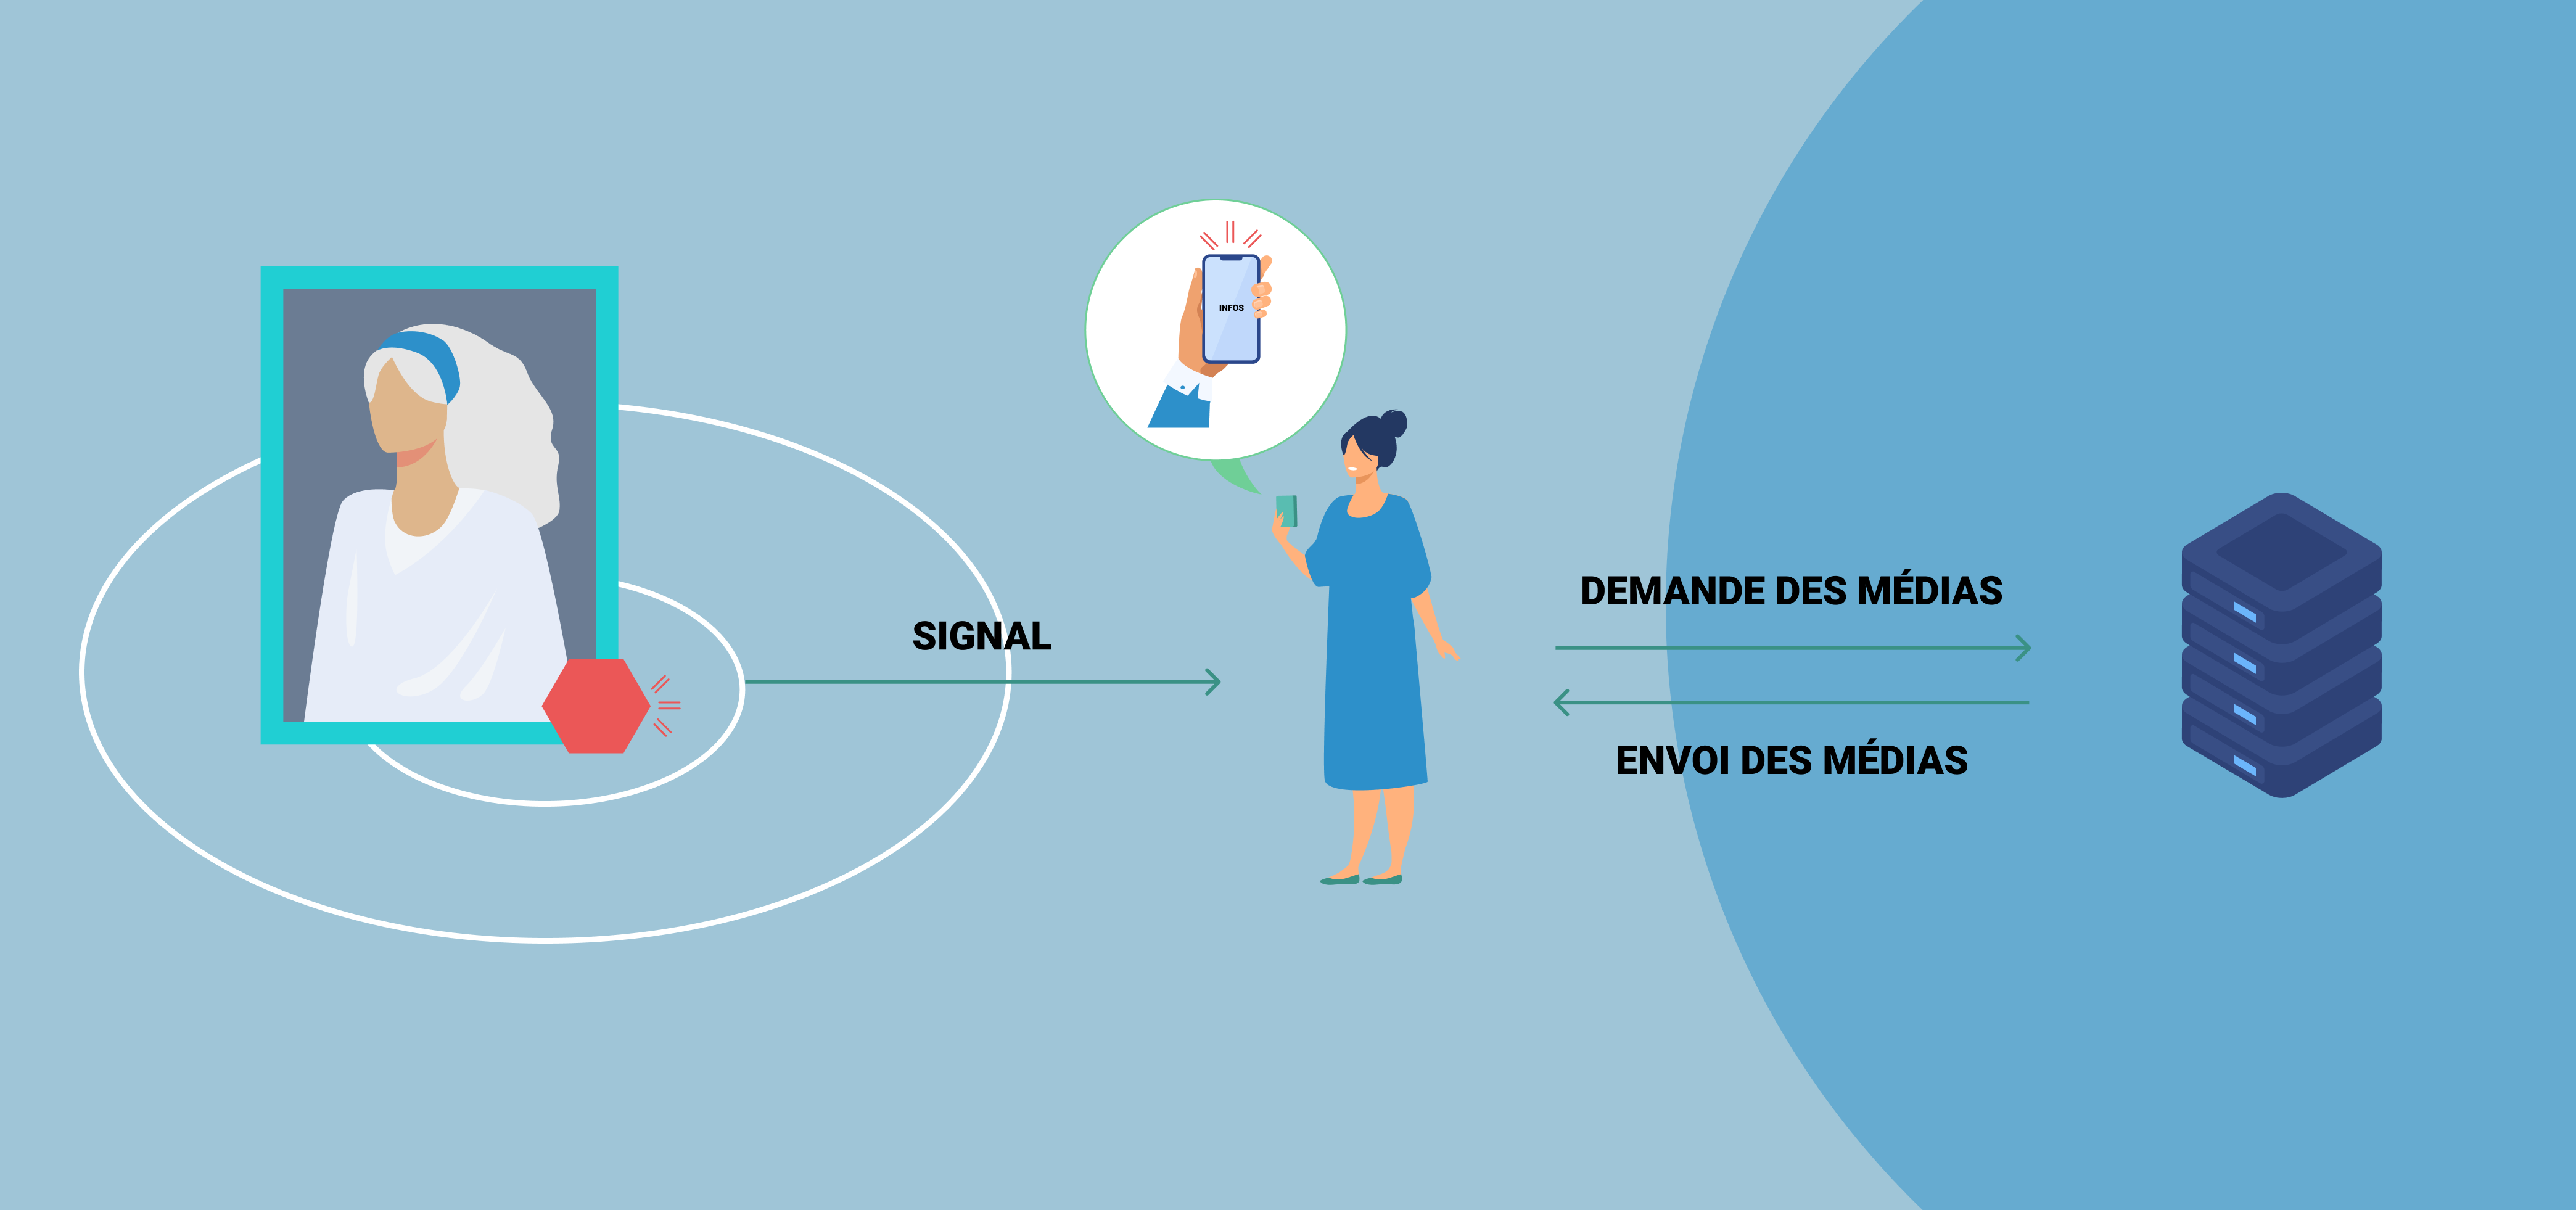 INFOS
SIGNAL
DEMANDE DES MÉDIAS
ENVOI DES MÉDIAS